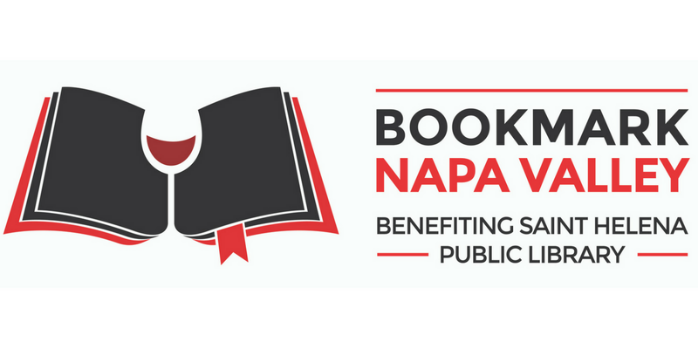 BOOKMARK
NAPA VALLEY
BENEFITING SAINT HELENA
PUBLIC LIBRARY